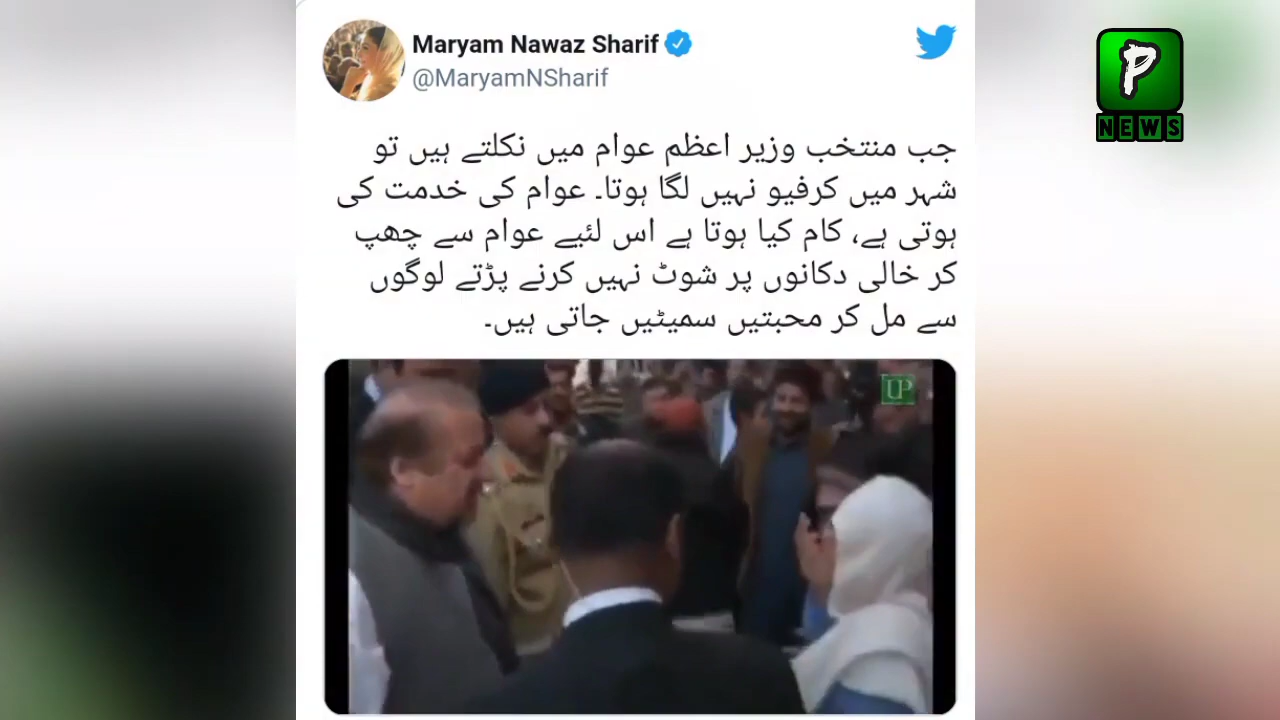 Maryam Nawaz Sharif
@MaryamNSharif
P
NEWS
جب منتخب وزیر اعظم عوام میں نکلتے ہیں تو
شہر میں کرفیو نہیں لگا ہوتا۔ عوام کی خدمت کی
ہوتی ہے، کام کیا ہوتا ہے اس لئیے عوام سے چھپ
کر خالی دکانوں پر شوٹ نہیں کرنے پڑتے لوگوں
سے مل کر محبتیں سمیٹیں جاتی ہیں۔
UP